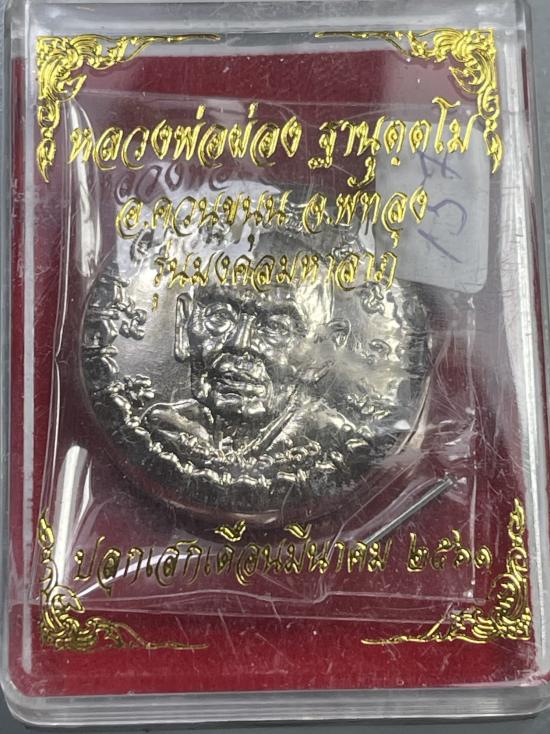 หลวงพ่อผ่อง ฐานุตฺตโม
อ.ควนขนุน จ.พัทลุง
รุ่นมงคลมหาลาภ
ปลุกเสกเดือนมีนาคม ๒๕๖๑